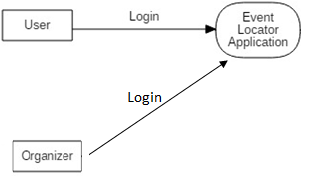 User
Login
Event
Locator
Application
Login
Organizer